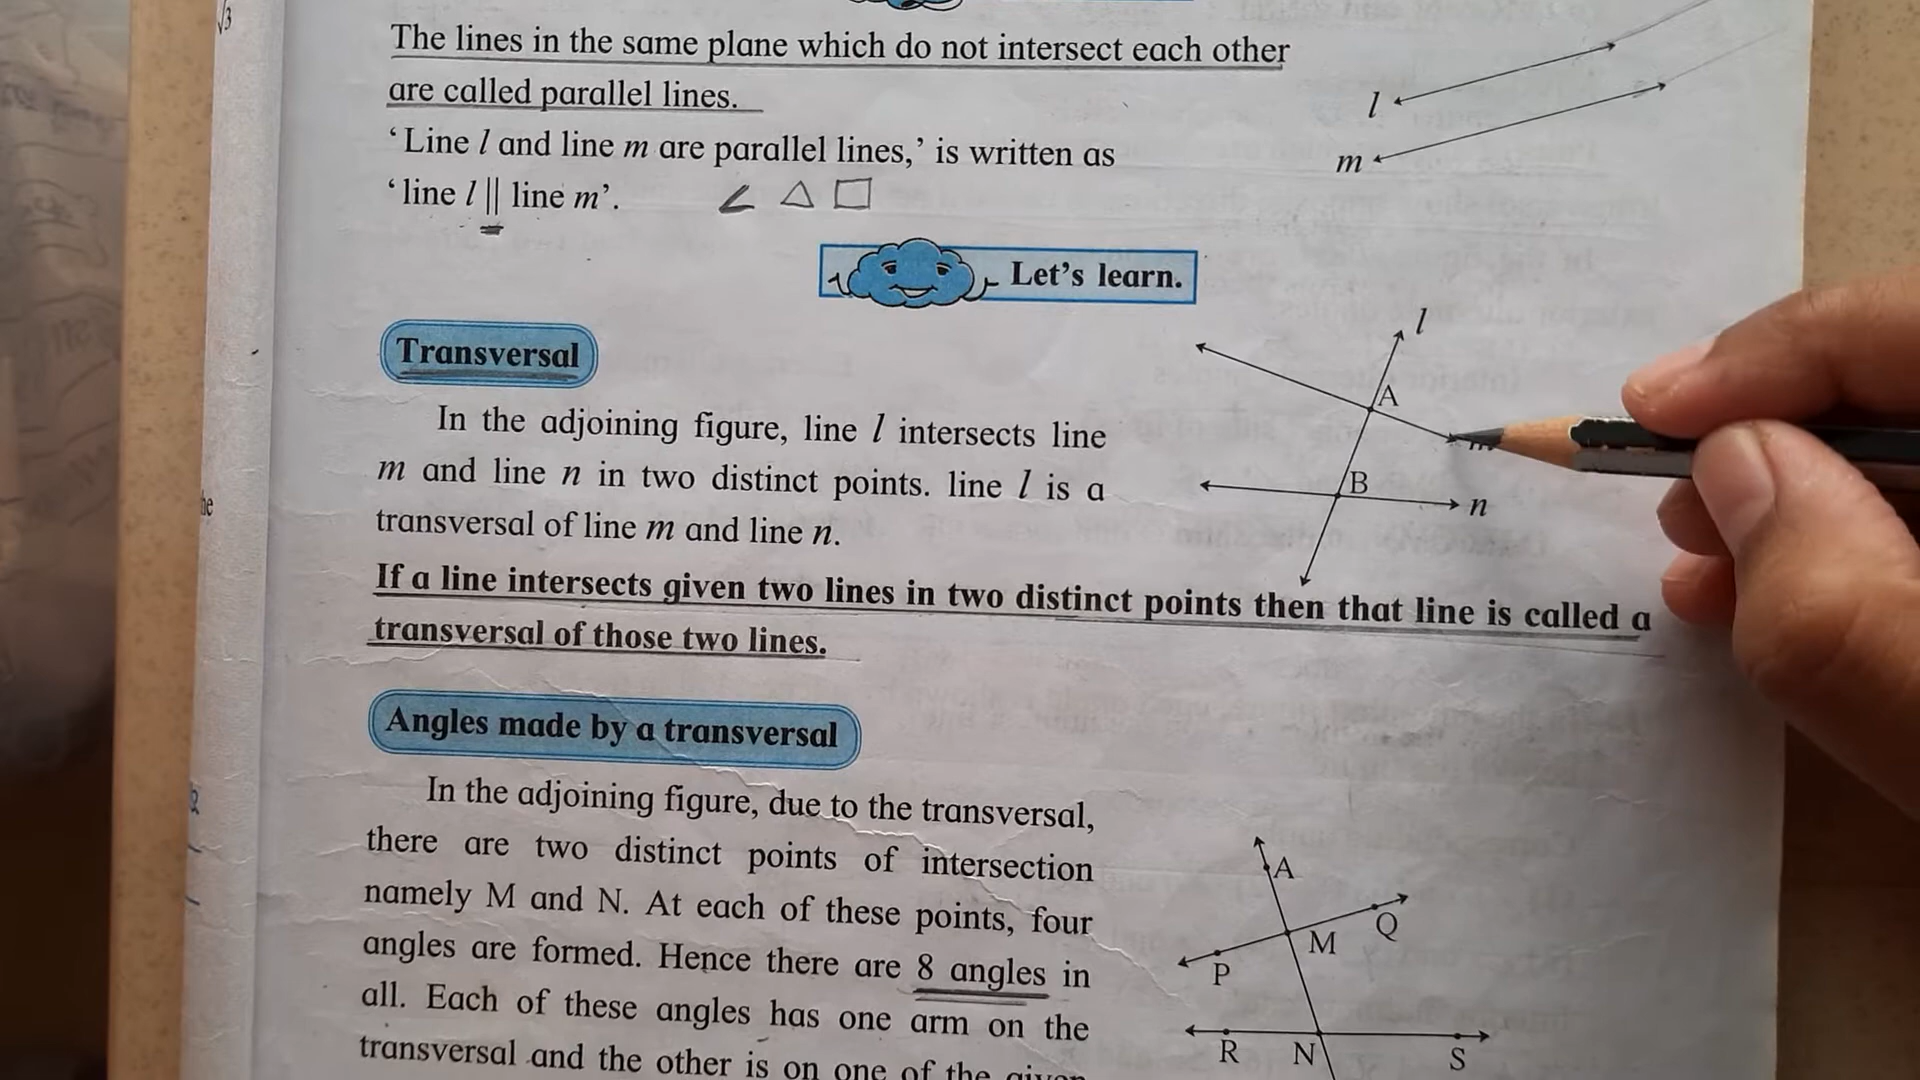 √3
The lines in the same plane which do not intersect each other
are called parallel lines.
‘Line l and line m are parallel lines,’ is written as
‘line l || line m’.
l
m
Let’s learn.
Transversal
In the adjoining figure, line l intersects line
m and line n in two distinct points. line l is a
transversal of line m and line n.
l
A
m
B
n
If a line intersects given two lines in two distinct points then that line is called a
transversal of those two lines.
Angles made by a transversal
In the adjoining figure, due to the transversal,
there are two distinct points of intersection
namely M and N. At each of these points, four
angles are formed. Hence there are 8 angles in
all. Each of these angles has one arm on the
transversal and the other is on one of the given
A
Q
M
P
R
N
S